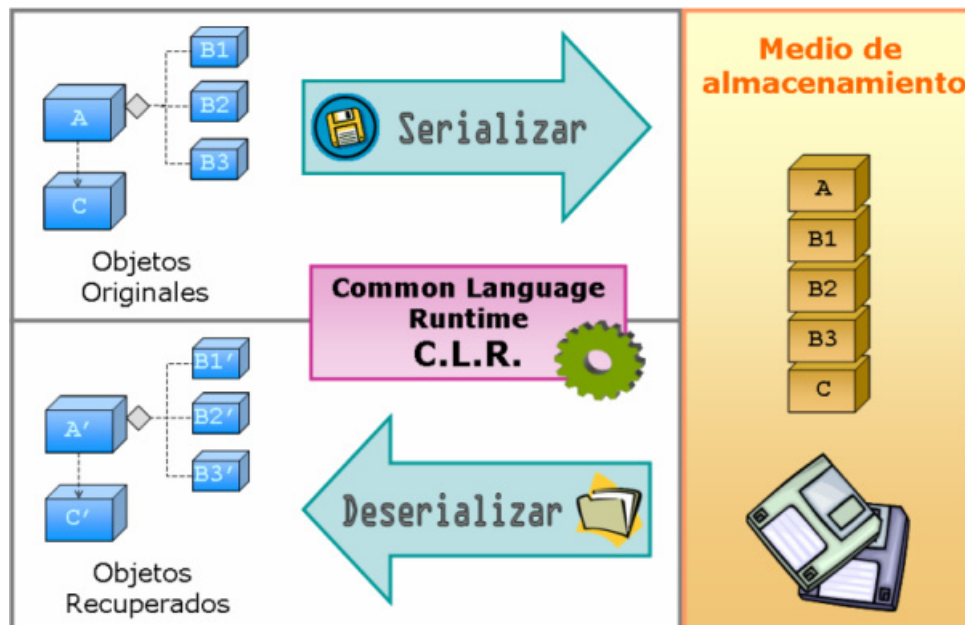 A
B1
B2
B3
C
Objetos
Originales
Serializar
Common Language
Runtime
C.L.R.
A'
B1'
B2'
B3'
C'
Objetos
Recuperados
Deserializar
Medio de
almacenamiento
A
B1
B2
B3
C